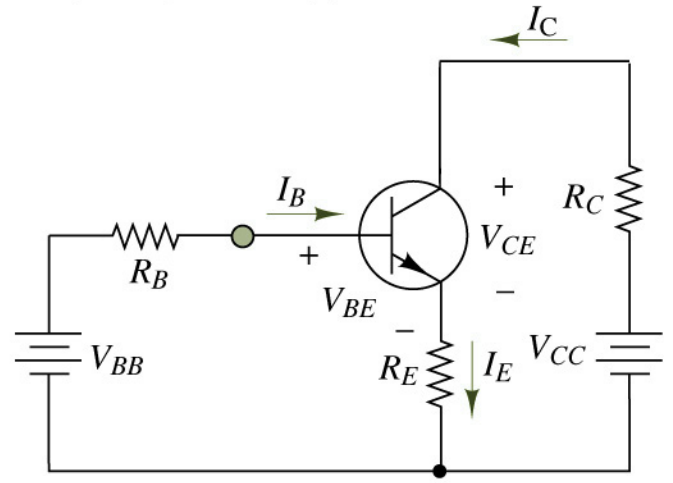 I_C
I_B
+
R_C
+
V_CE
R_B
V_BE
−
−
V_BB
R_E
I_E
V_CC